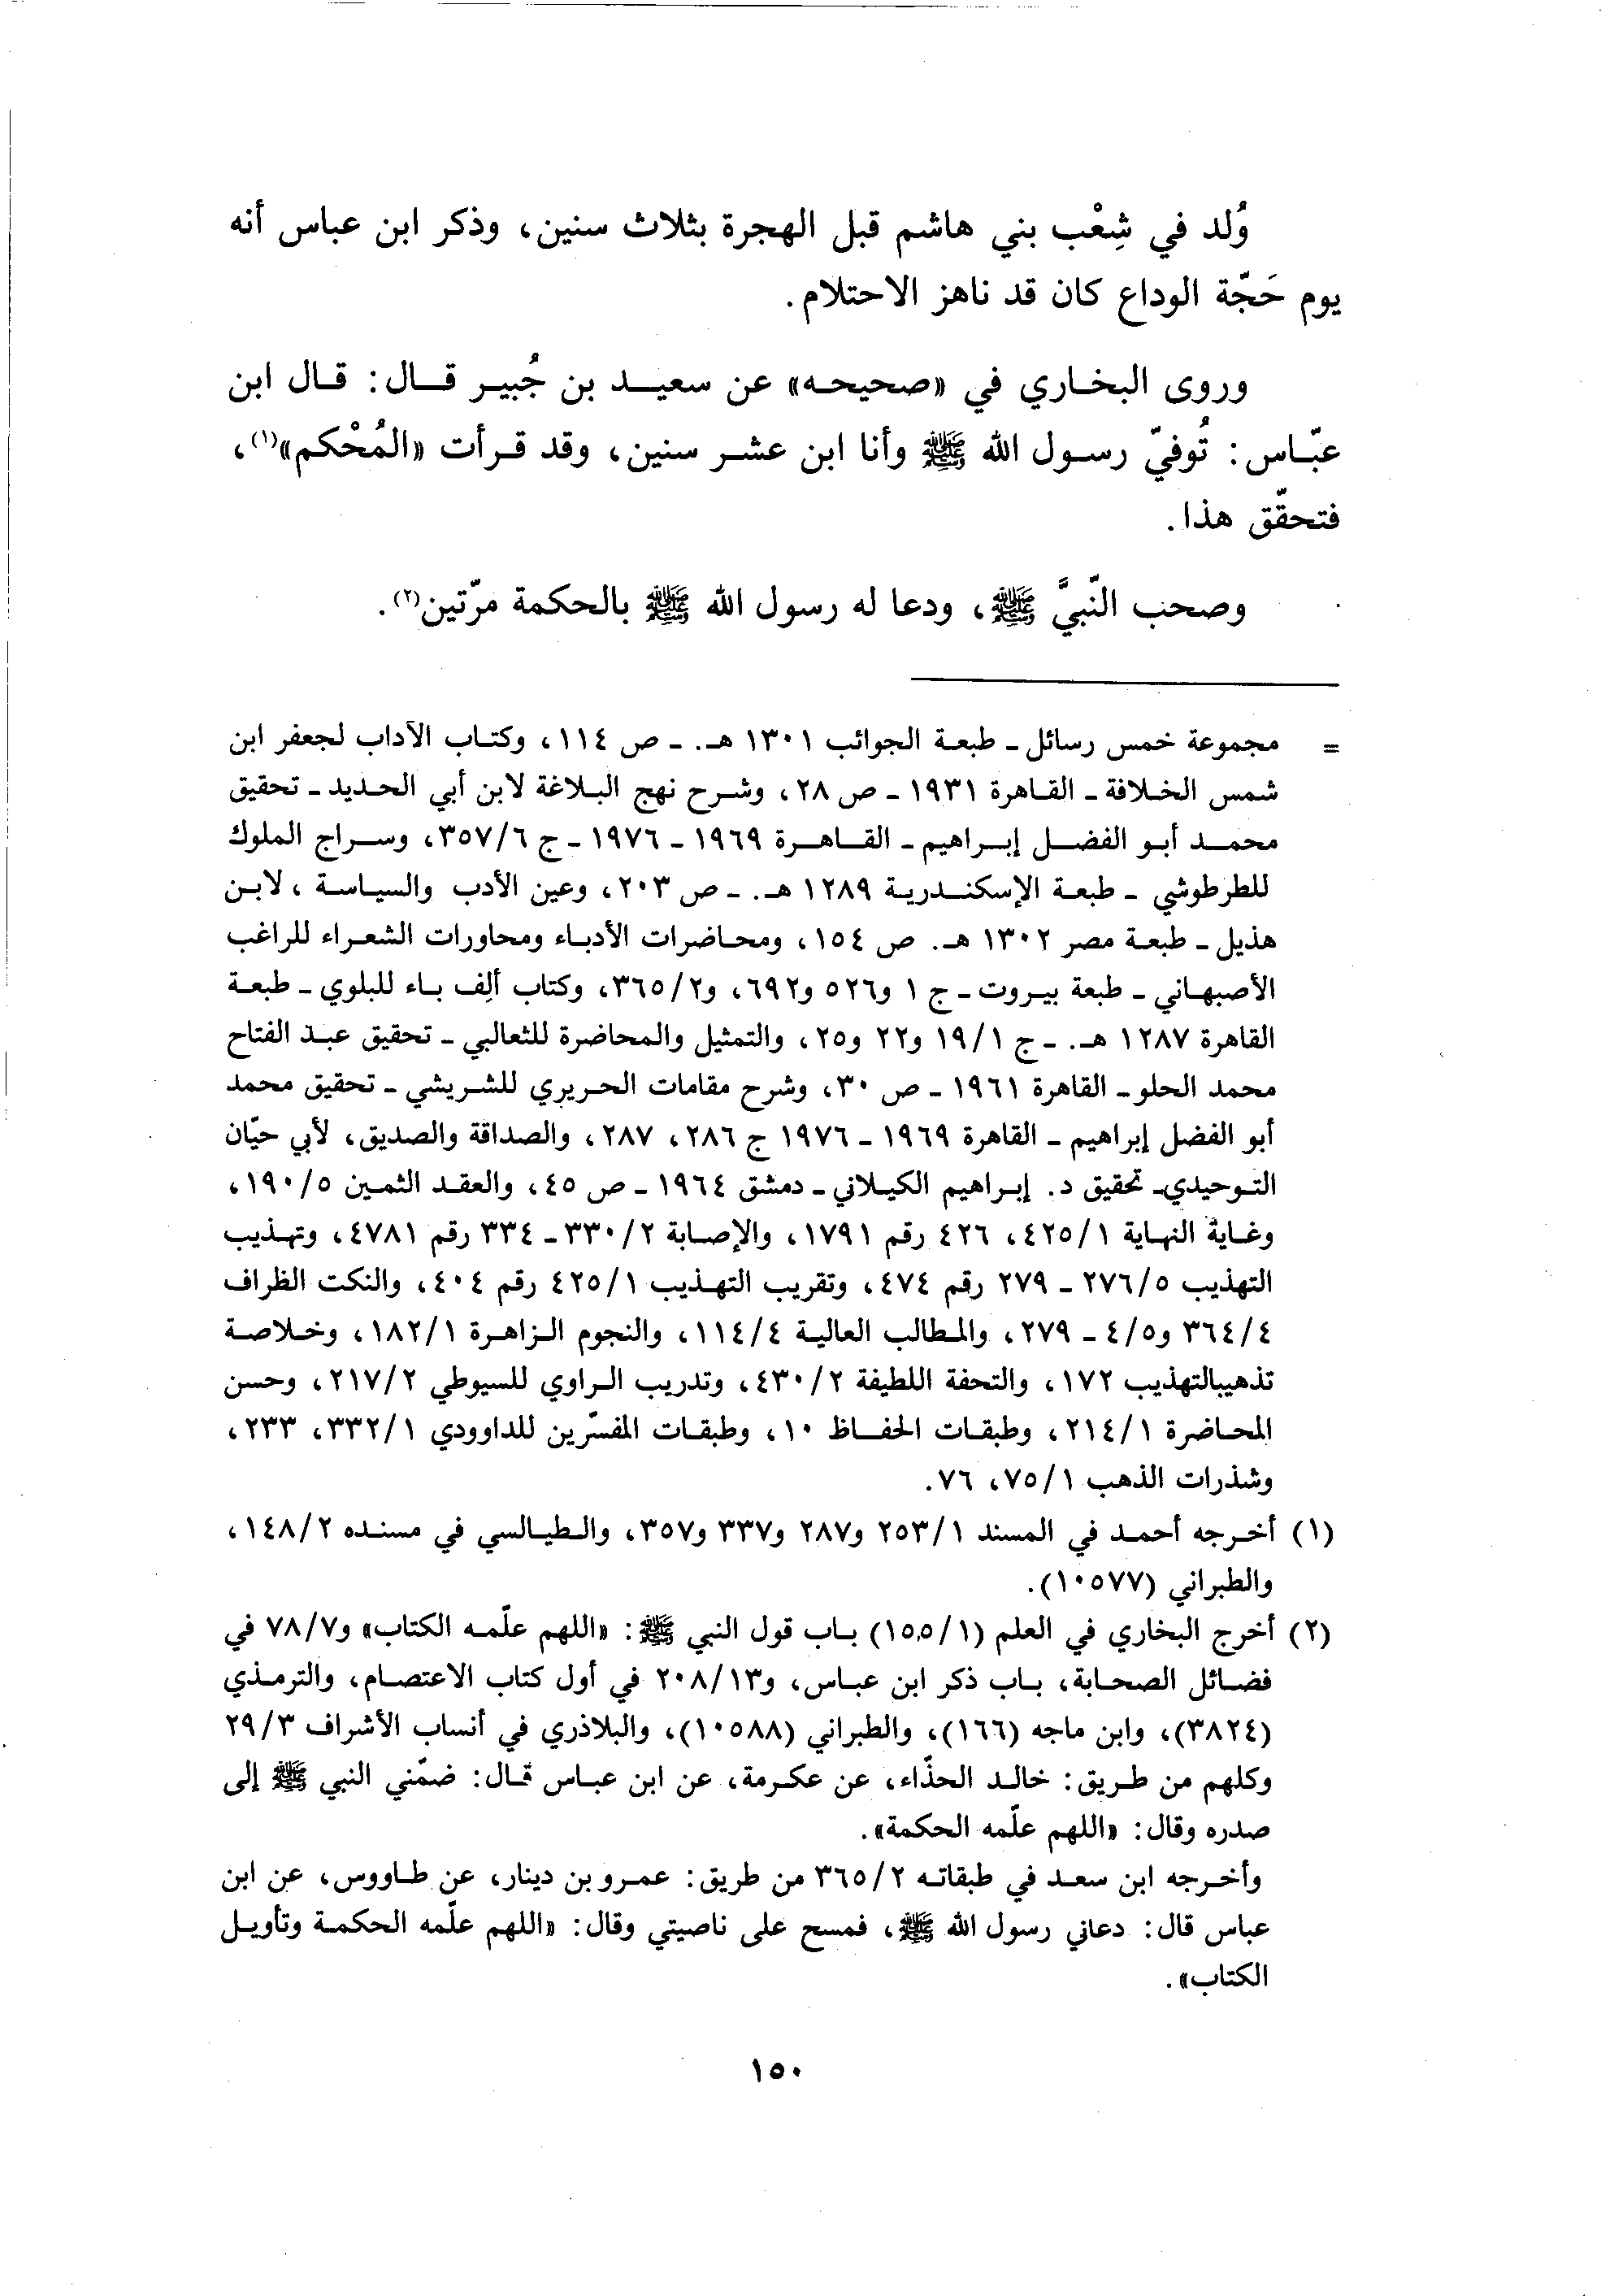 وُلد في شِعْب بني هاشم قبل الهجرة بثلاث سنين، وذكر ابن عباس أنه
يوم حَجّة الوداع كان قد ناهز الاحتلام.
وروى البخاري في «صحيحه» عن سعيد بن جُبير قال: قال ابن
عبّاس: تُوفيّ رسول الله ﷺ وأنا ابن عشر سنين، وقد قرأت «المُحْكم»(١)،
فتحقّق هذا.
وصحب النّبيَّ ﷺ، ودعا له رسول الله ﷺ بالحكمة مرّتين(٢).
= مجموعة خمس رسائل - طبعة الجوائب ١٣٠١ هـ. - ص ١١٤، وكتاب الآداب لجعفر ابن
شمس الخلافة - القاهرة ١٩٣١ - ص ٢٨، وشرح نهج البلاغة لابن أبي الحديد - تحقيق
محمد أبو الفضل إبراهيم - القاهرة ١٩٦٩ - ١٩٧٦ - ج ٣٥٧/٦، وسراج الملوك
للطرطوشي - طبعة الإسكندرية ١٢٨٩ هـ. - ص ٢٠٣، وعين الأدب والسياسة، لابن
هذيل - طبعة مصر ١٣٠٢ هـ. ص ١٥٤، ومحاضرات الأدباء ومحاورات الشعراء للراغب
الأصبهاني - طبعة بيروت - ج ١ و٥٢٦ و٦٩٢، و٣٦٥/٢، وكتاب ألِف باء للبلوي - طبعة
القاهرة ١٢٨٧ هـ. - ج ١٩/١ و٢٢ و٢٥، والتمثيل والمحاضرة للثعالبي - تحقيق عبد الفتاح
محمد الحلو - القاهرة ١٩٦١ - ص ٣٠، وشرح مقامات الحريري للشريشي - تحقيق محمد
أبو الفضل إبراهيم - القاهرة ١٩٦٩ - ١٩٧٦ ج ٢٨٦، ٢٨٧، والصداقة والصديق، لأبي حيّان
التوحيدي - تحقيق د. إبراهيم الكيلاني - دمشق ١٩٦٤ - ص ٤٥، والعقد الثمين ١٩٠/٥،
وغاية النهاية ٤٢٥/١، ٤٢٦ رقم ١٧٩١، والإصابة ٣٣٠/٢ - ٣٣٤ رقم ٤٧٨١، وتهذيب
التهذيب ٢٧٦/٥ - ٢٧٩ رقم ٤٧٤، وتقريب التهذيب ٤٢٥/١ رقم ٤٠٤، والنكت الظراف
٣٦٤/٤ و٤/٥ - ٢٧٩، والمطالب العالية ١١٤/٤، والنجوم الزاهرة ١٨٢/١، وخلاصة
تذهيبالتهذيب ١٧٢، والتحفة اللطيفة ٤٣٠/٢، وتدريب الراوي للسيوطي ٢١٧/٢، وحسن
المحاضرة ٢١٤/١، وطبقات الحفاظ ١٠، وطبقات المفسّرين للداوودي ٣٣٢/١، ٢٣٣،
وشذرات الذهب ٧٥/١، ٧٦.
(١) أخرجه أحمد في المسند ٢٥٣/١ و٢٨٧ و٣٣٧ و٣٥٧، والطيالسي في مسنده ١٤٨/٢،
والطبراني (١٠٥٧٧).
(٢) أخرج البخاري في العلم (١٥٥/١) باب قول النبي ﷺ: «اللهم علّمه الكتاب» و٧٨/٧ في
فضائل الصحابة، باب ذكر ابن عباس، و٢٠٨/١٣ في أول كتاب الاعتصام، والترمذي
(٣٨٢٤)، وابن ماجه (١٦٦)، والطبراني (١٠٥٨٨)، والبلاذري في أنساب الأشراف ٢٩/٣
وكلهم من طريق: خالد الحذّاء، عن عكرمة، عن ابن عباس قال: ضمّني النبي ﷺ إلى
صدره وقال: «اللهم علّمه الحكمة».
وأخرجه ابن سعد في طبقاته ٣٦٥/٢ من طريق: عمرو بن دينار، عن طاووس، عن ابن
عباس قال: دعاني رسول الله ﷺ، فمسح على ناصيتي وقال: «اللهم علّمه الحكمة وتأويل
الكتاب».
١٥٠